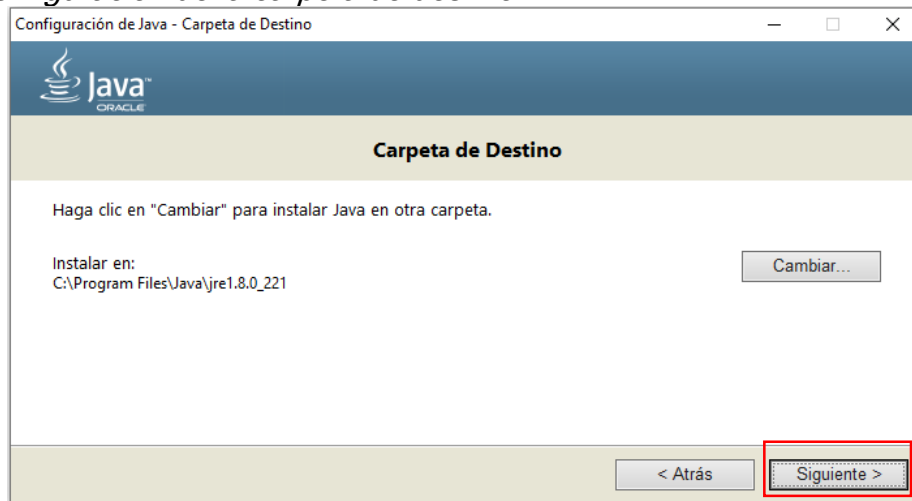 Configuración de Java - Carpeta de Destino
Java™
ORACLE
Carpeta de Destino
Haga clic en "Cambiar" para instalar Java en otra carpeta.
Instalar en:
Cambiar...
C:\Program Files\Java\jre1.8.0_221
< Atrás
Siguiente >